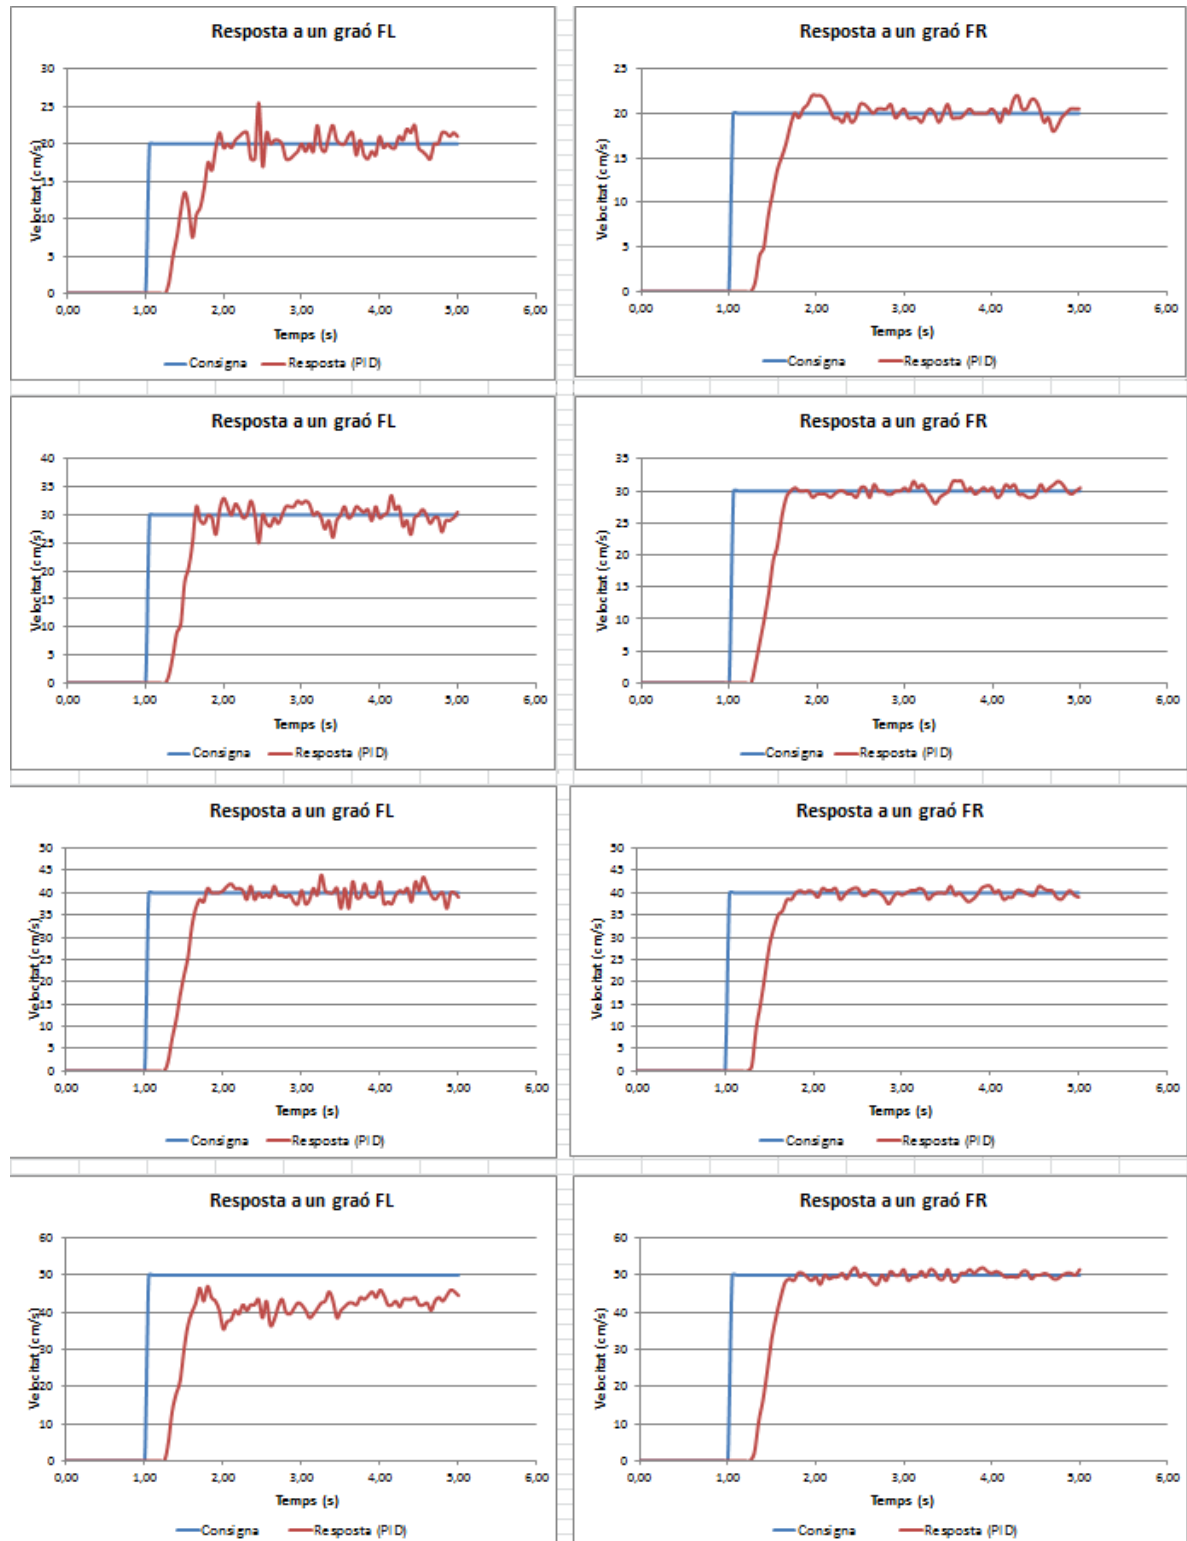 Resposta a un graó FL
30
25
20
15
10
5
0
Velocitat (cm/s)
0,00 1,00 2,00 3,00 4,00 5,00 6,00
Temps (s)
Consigna Resposta (PID)
Resposta a un graó FR
25
20
15
10
5
0
Velocitat (cm/s)
0,00 1,00 2,00 3,00 4,00 5,00 6,00
Temps (s)
Consigna Resposta (PID)
Resposta a un graó FL
40
35
30
25
20
15
10
5
0
Velocitat (cm/s)
0,00 1,00 2,00 3,00 4,00 5,00 6,00
Temps (s)
Consigna Resposta (PID)
Resposta a un graó FR
35
30
25
20
15
10
5
0
Velocitat (cm/s)
0,00 1,00 2,00 3,00 4,00 5,00 6,00
Temps (s)
Consigna Resposta (PID)
Resposta a un graó FL
50
45
40
35
30
25
20
15
10
5
0
Velocitat (cm/s)
0,00 1,00 2,00 3,00 4,00 5,00 6,00
Temps (s)
Consigna Resposta (PID)
Resposta a un graó FR
50
45
40
35
30
25
20
15
10
5
0
Velocitat (cm/s)
0,00 1,00 2,00 3,00 4,00 5,00 6,00
Temps (s)
Consigna Resposta (PID)
Resposta a un graó FL
60
50
40
30
20
10
0
Velocitat (cm/s)
0,00 1,00 2,00 3,00 4,00 5,00 6,00
Temps (s)
Consigna Resposta (PID)
Resposta a un graó FR
60
50
40
30
20
10
0
Velocitat (cm/s)
0,00 1,00 2,00 3,00 4,00 5,00 6,00
Temps (s)
Consigna Resposta (PID)